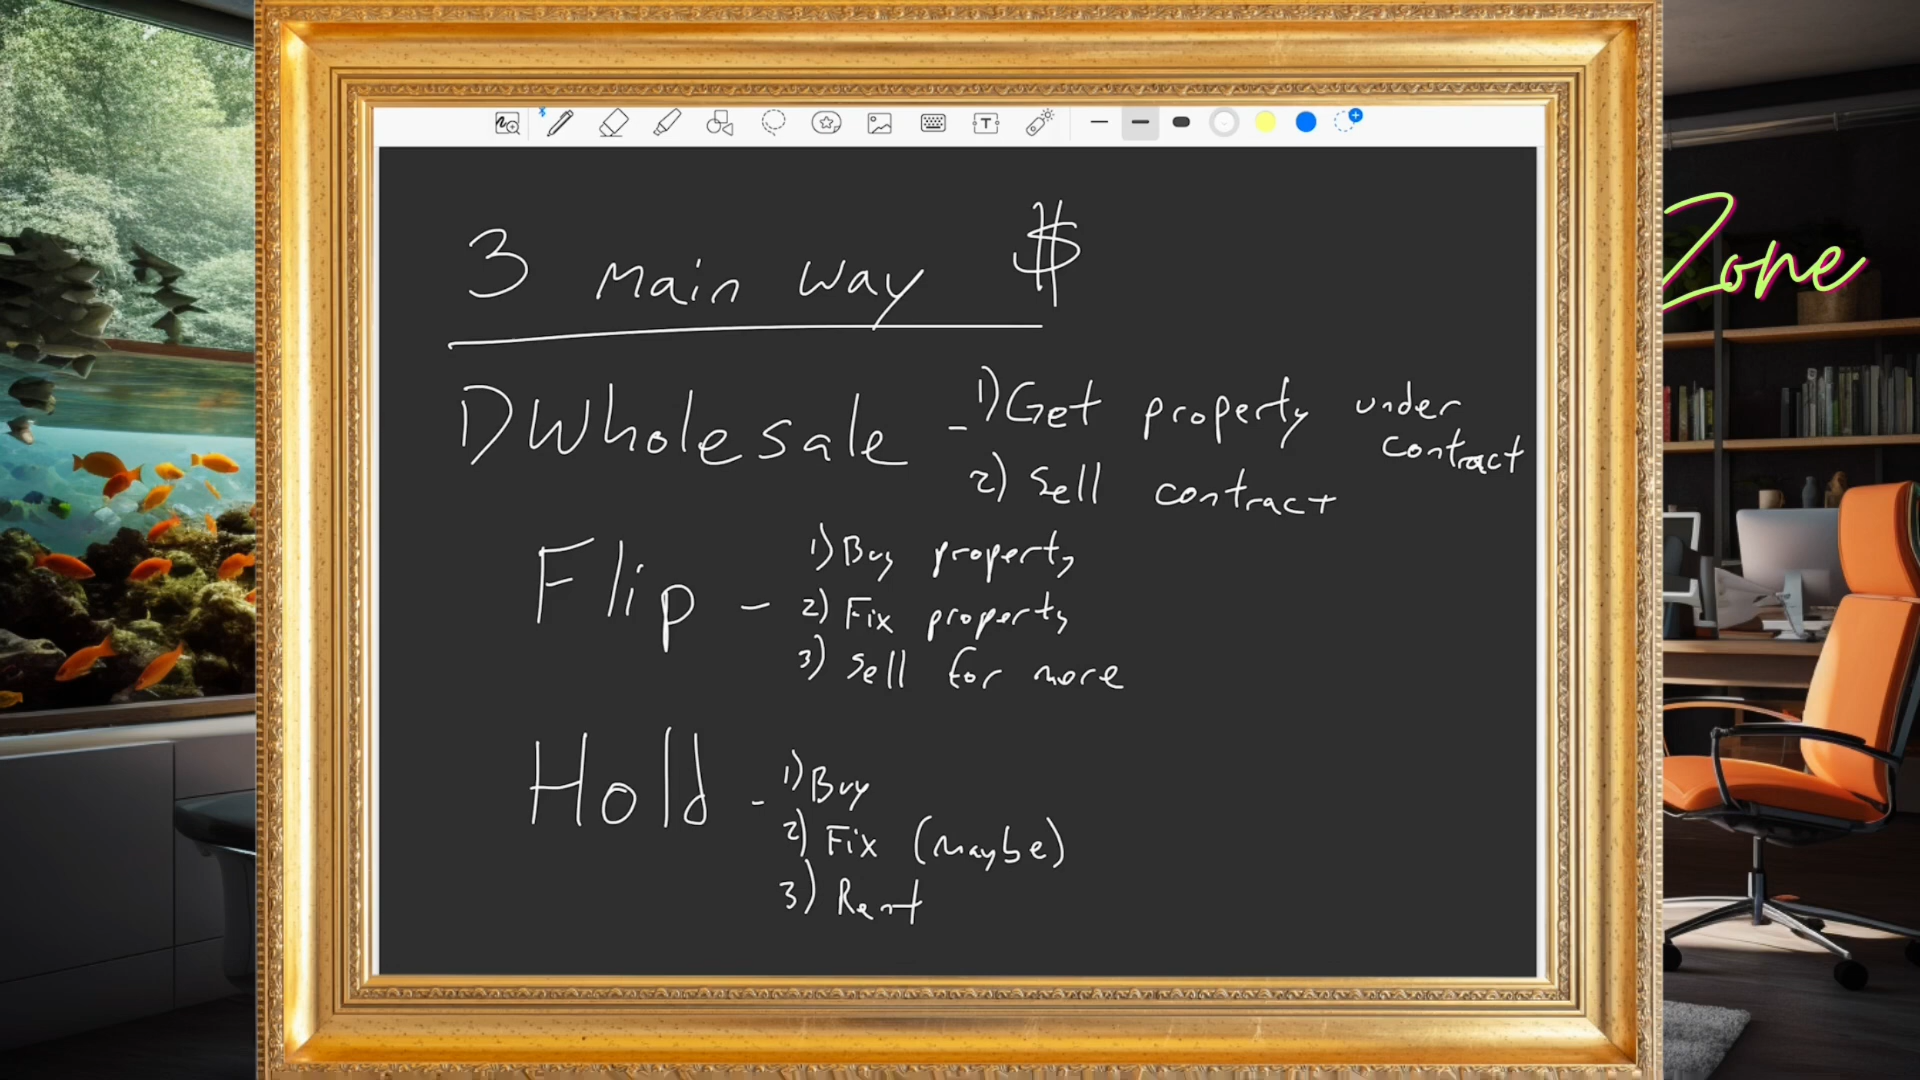 3 Main way $
1) Wholesale - 1) Get property under
contract
2) Sell contract
Flip - 1) Buy property
2) Fix property
3) Sell for more
Hold - 1) Buy
2) Fix (maybe)
3) Rent
Zone
T